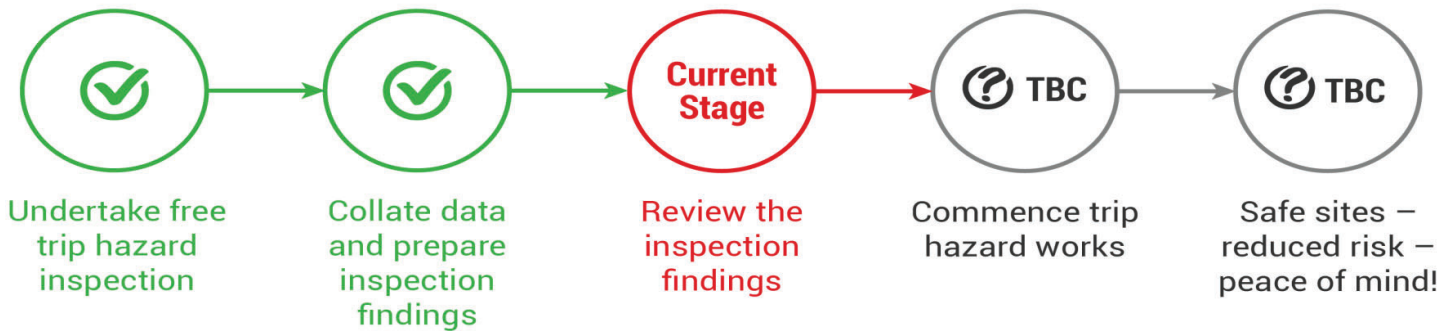 Current
Stage
TBC
TBC
Undertake free
trip hazard
inspection
Collate data
and prepare
inspection
findings
Review the
inspection
findings
Commence trip
hazard works
Safe sites –
reduced risk –
peace of mind!